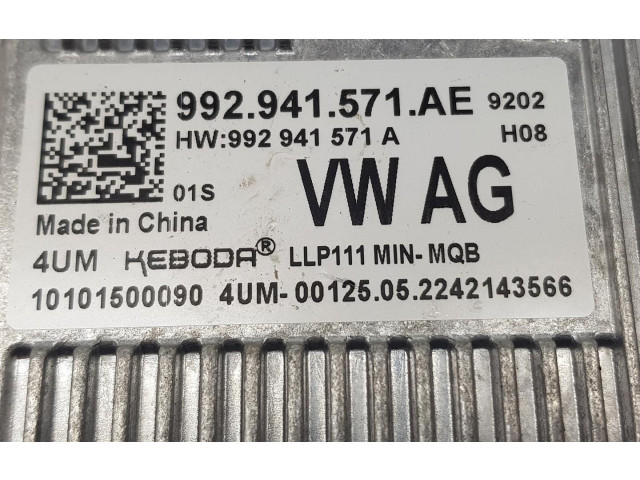 992.941.571.AE 9202
HW:992 941 571 A H08
01S VW AG
Made in China
4UM KEBODA® LLP111 MIN-MQB
10101500090 4UM-00125.05.2242143566